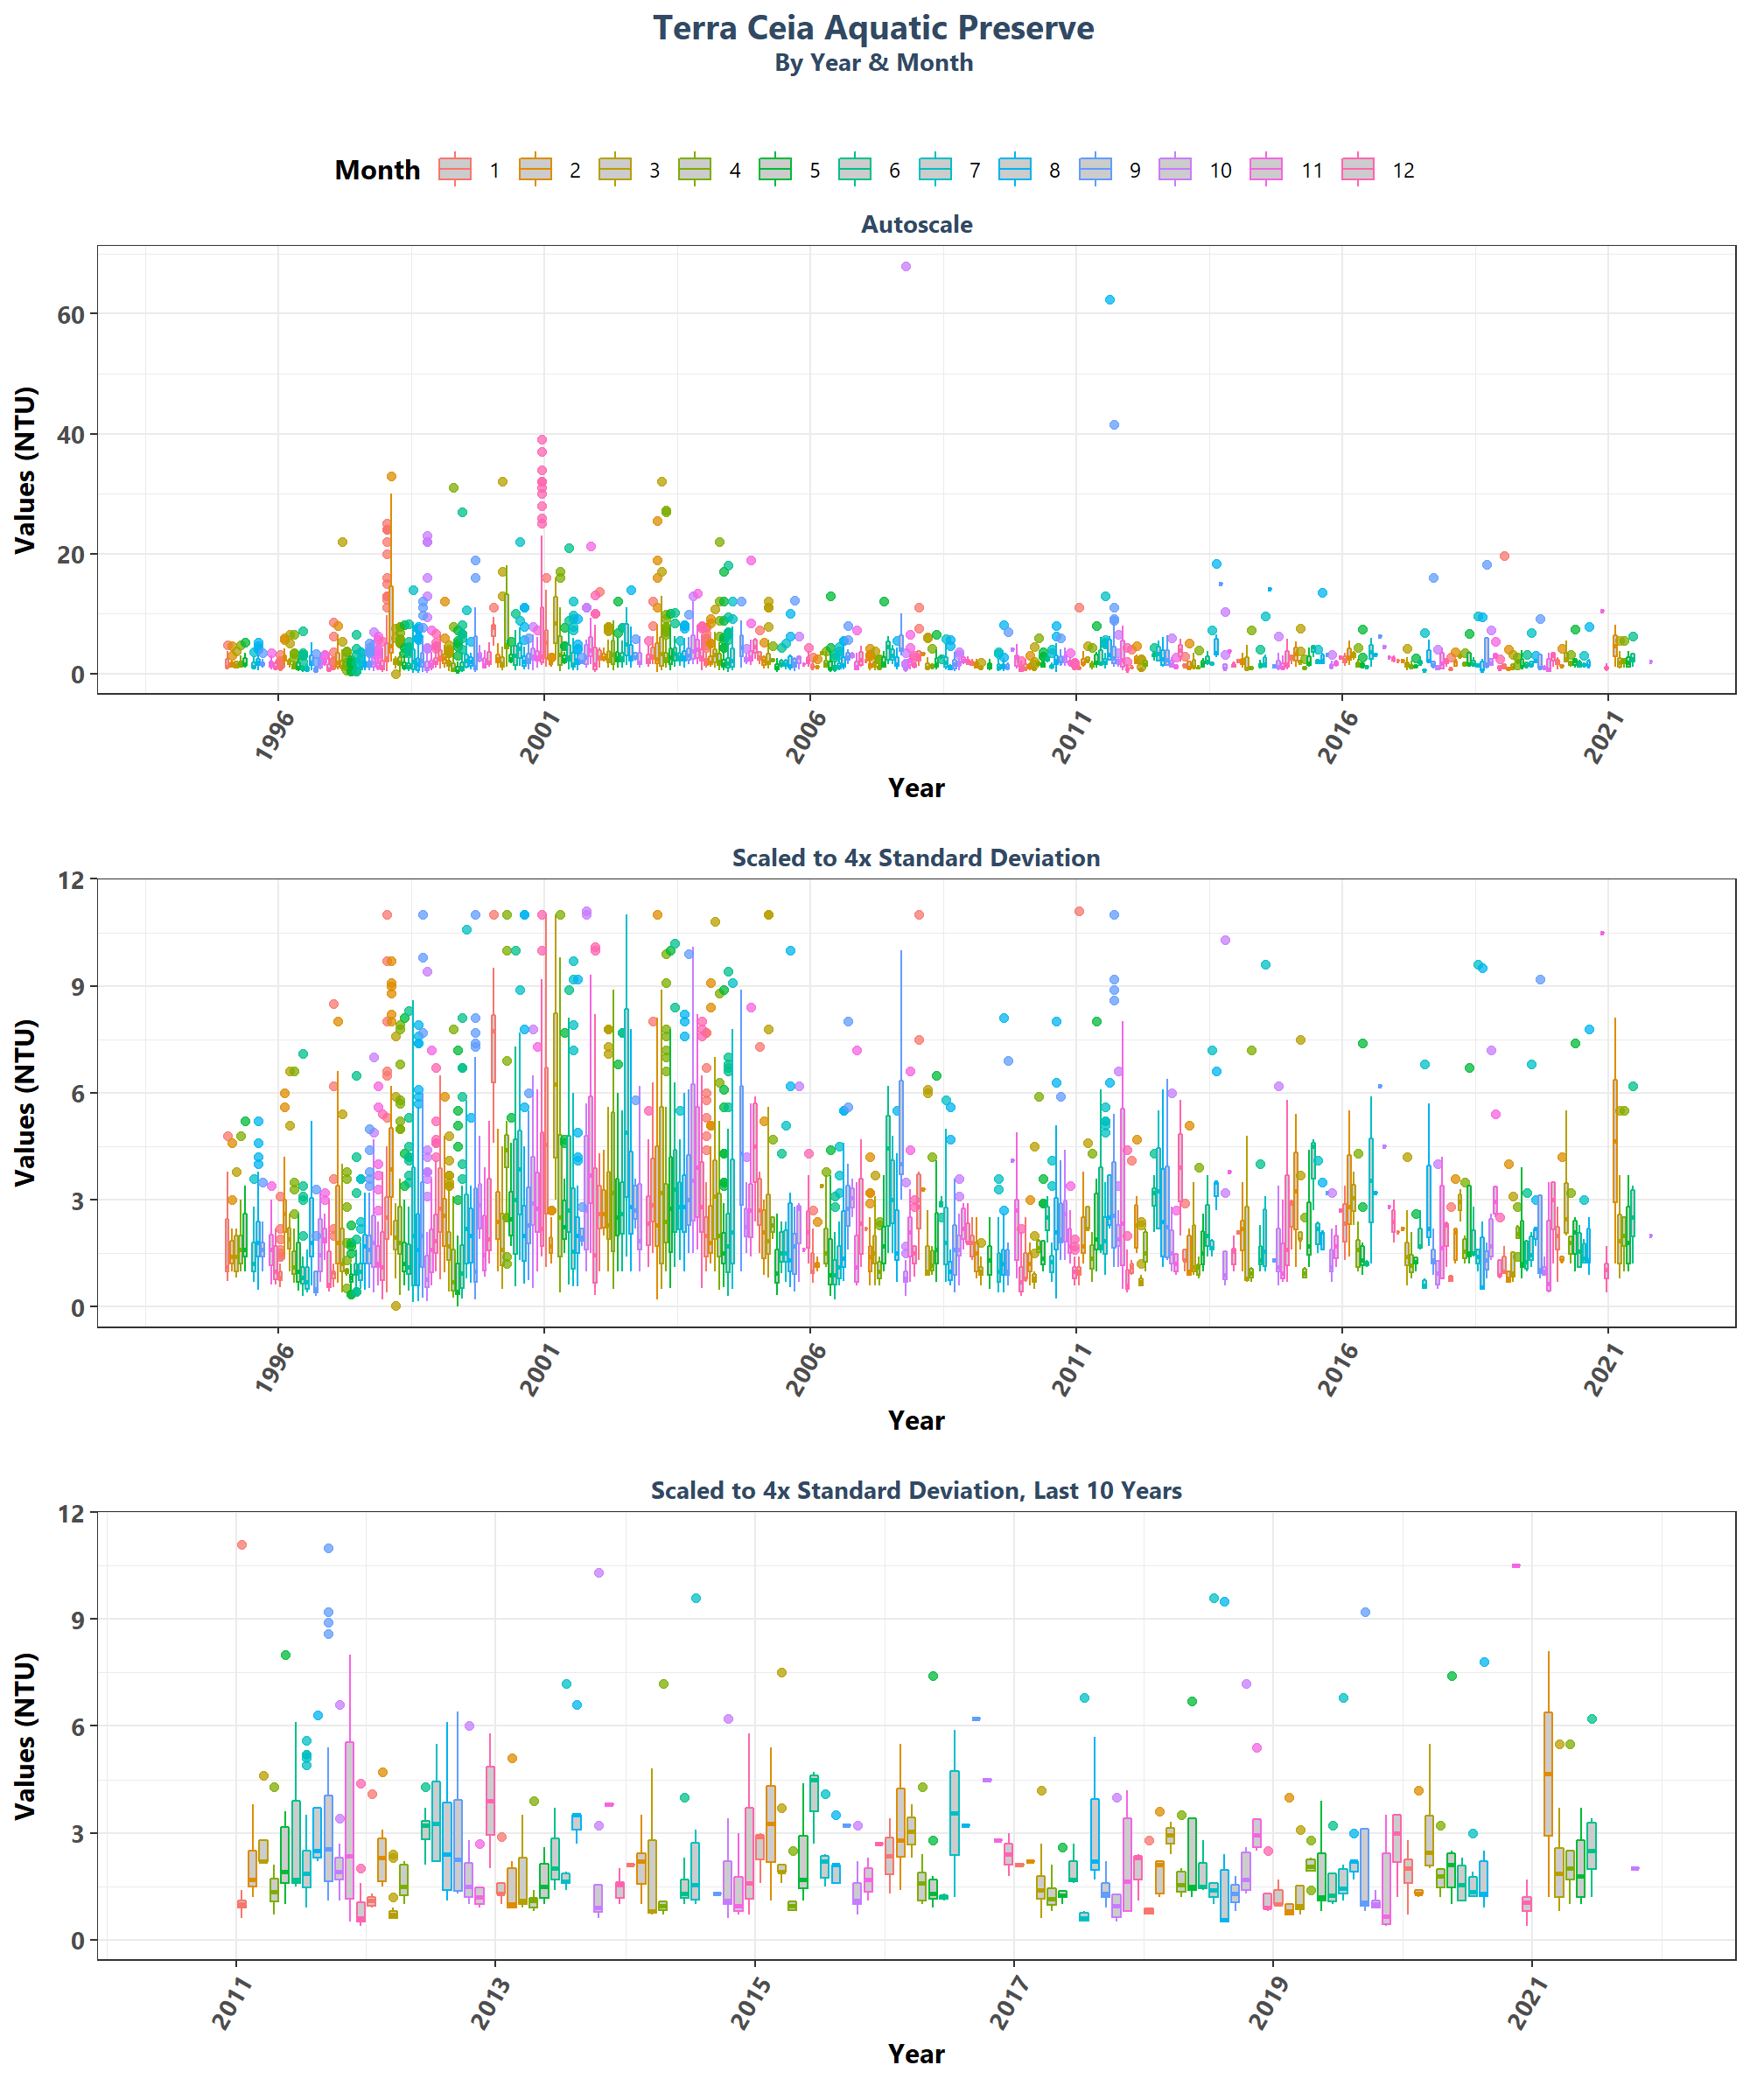 Terra Ceia Aquatic Preserve
By Year & Month
Month 1 2 3 4 5 6 7 8 9 10 11 12
Autoscale
Values (NTU)
60
40
20
0
1996 2001 2006 2011 2016 2021
Year
Scaled to 4x Standard Deviation
Values (NTU)
12
9
6
3
0
1996 2001 2006 2011 2016 2021
Year
Scaled to 4x Standard Deviation, Last 10 Years
Values (NTU)
12
9
6
3
0
2011 2013 2015 2017 2019 2021
Year